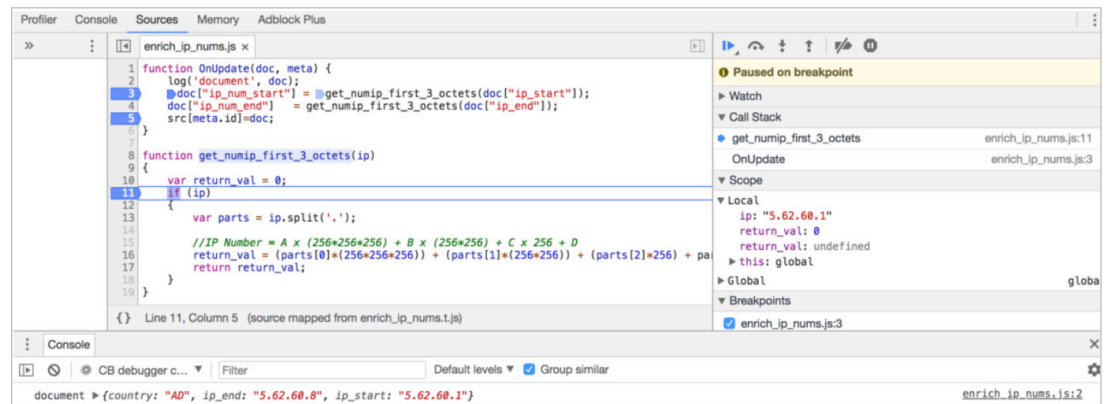 Profiler Console Sources Memory Adblock Plus
» enrich_ip_nums.js ×
1 function OnUpdate(doc, meta) {
2 log('document', doc);
3 doc["ip_num_start"] = get_numip_first_3_octets(doc["ip_start"]);
4 doc["ip_num_end"] = get_numip_first_3_octets(doc["ip_end"]);
5 src[meta.id]=doc;
6 }
7
8 function get_numip_first_3_octets(ip)
9 {
10 var return_val = 0;
11 if (ip)
12 {
13 var parts = ip.split('.');
14
15 //IP Number = A x (256*256*256) + B x (256*256) + C x 256 + D
16 return_val = (parts[0]*(256*256*256)) + (parts[1]*(256*256)) + (parts[2]*256) + par
17 return return_val;
18 }
19 }
{} Line 11, Column 5 (source mapped from enrich_ip_nums.t.js)
Paused on breakpoint
Watch
Call Stack
get_numip_first_3_octets enrich_ip_nums.js:11
OnUpdate enrich_ip_nums.js:3
Scope
Local
ip: "5.62.60.1"
return_val: 0
return_val: undefined
this: global
Global globa
Breakpoints
enrich_ip_nums.js:3
Console ×
CB debugger c... ▼ Filter Default levels ▼ Group similar
document ▶{country: "AD", ip_end: "5.62.60.8", ip_start: "5.62.60.1"} enrich_ip_nums.js:2